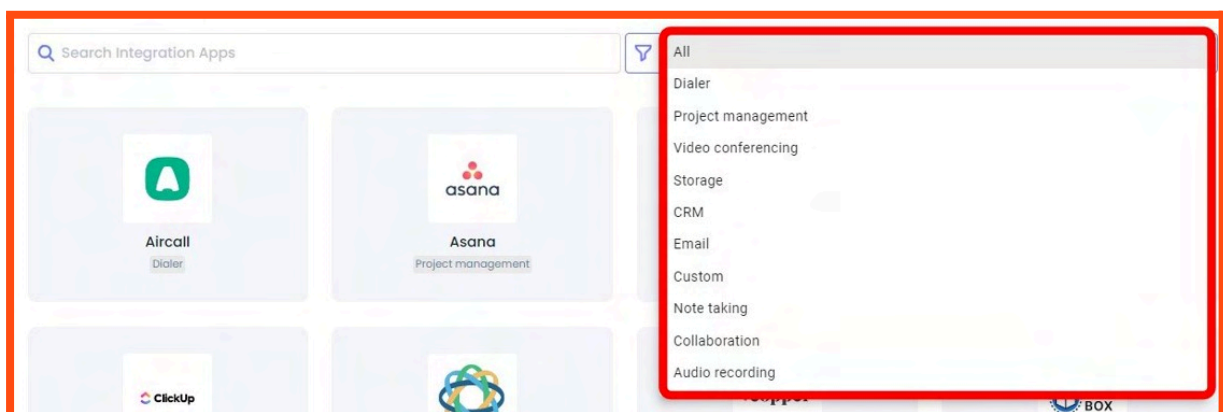 Search Integration Apps
All
Dialer
Project management
Video conferencing
Storage
CRM
Email
Custom
Note taking
Collaboration
Audio recording
asana
Aircall
Dialer
Asana
Project management
ClickUp
BOX